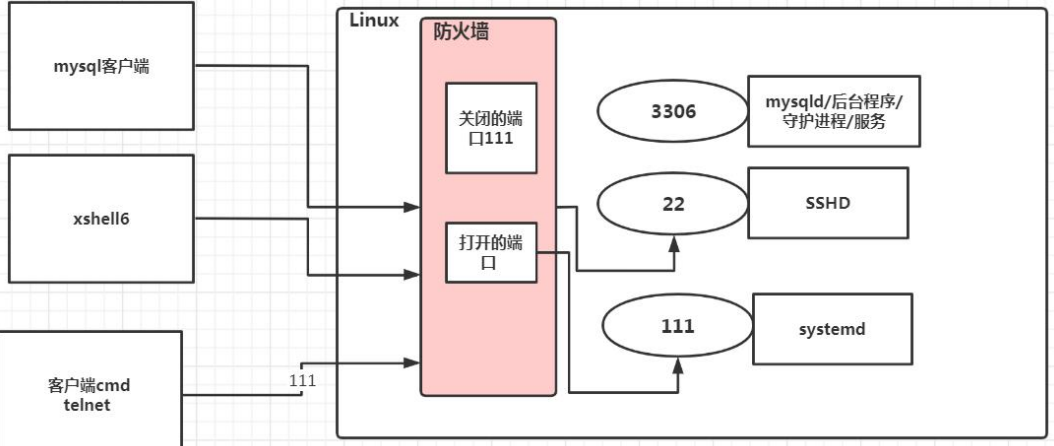 Linux
防火墙
mysql客户端
关闭的端
口111
3306
mysqld/后台程序/
守护进程/服务
xshell6
22
SSHD
打开的端
口
111
systemd
客户端cmd
telnet
111